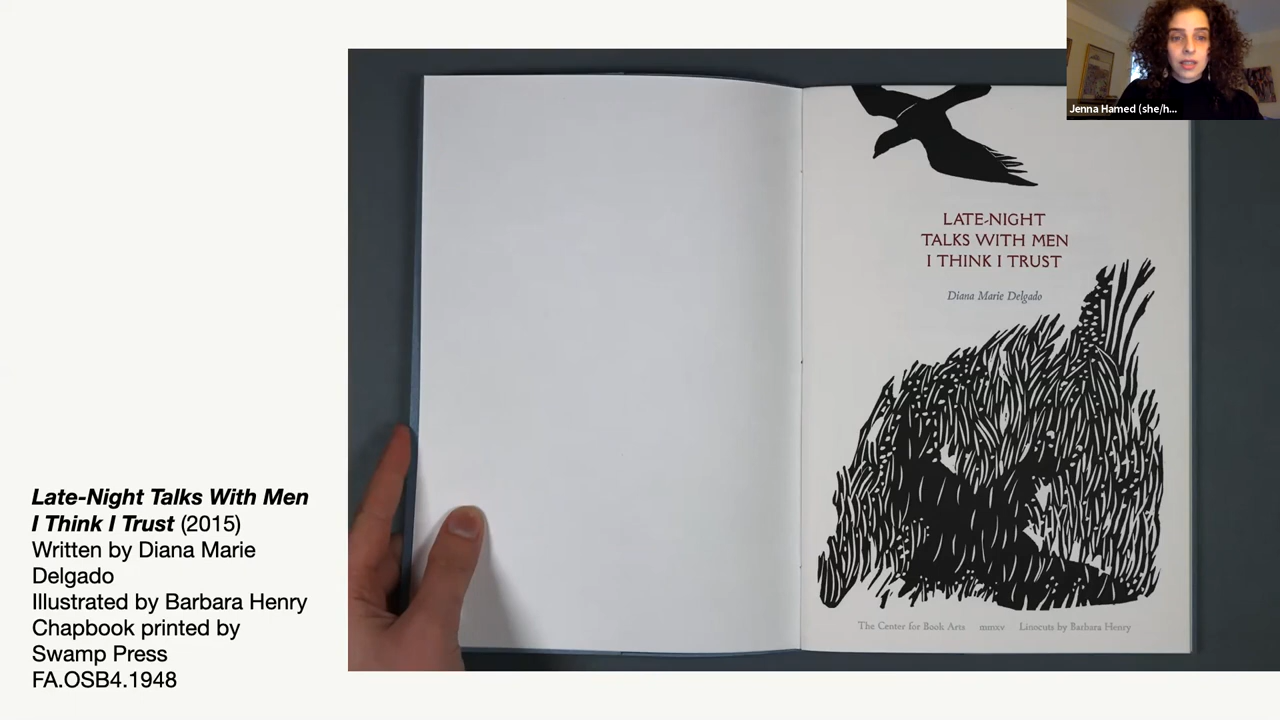 Jenna Hamed (she/h...
LATE-NIGHT
TALKS WITH MEN
I THINK I TRUST
Diana Marie Delgado
The Center for Book Arts mmxv Linocuts by Barbara Henry
Late-Night Talks With Men
I Think I Trust (2015)
Written by Diana Marie
Delgado
Illustrated by Barbara Henry
Chapbook printed by
Swamp Press
FA.OSB4.1948